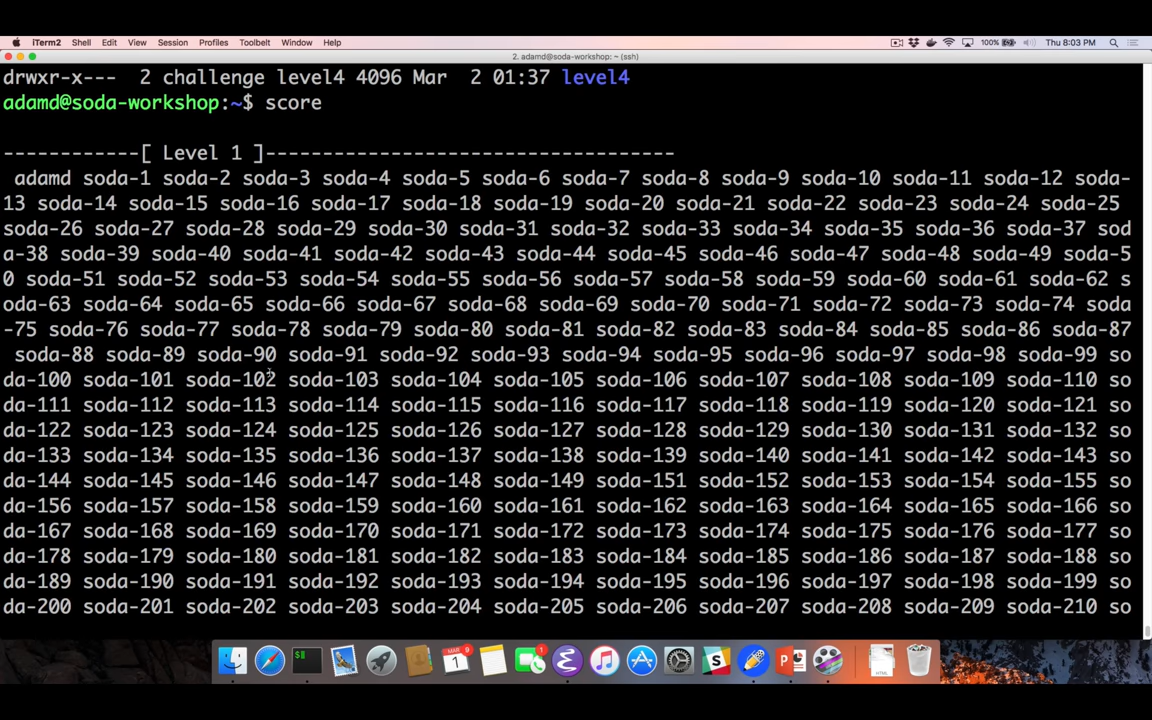 iTerm2 Shell Edit View Session Profiles Toolbelt Window Help 100% Thu 8:03 PM
2. adamd@soda-workshop: ~ (ssh)
drwxr-x--- 2 challenge level4 4096 Mar 2 01:37 level4
adamd@soda-workshop:~$ score
------------[ Level 1 ]------------------------------------
adamd soda-1 soda-2 soda-3 soda-4 soda-5 soda-6 soda-7 soda-8 soda-9 soda-10 soda-11 soda-12 soda-
13 soda-14 soda-15 soda-16 soda-17 soda-18 soda-19 soda-20 soda-21 soda-22 soda-23 soda-24 soda-25
soda-26 soda-27 soda-28 soda-29 soda-30 soda-31 soda-32 soda-33 soda-34 soda-35 soda-36 soda-37 sod
a-38 soda-39 soda-40 soda-41 soda-42 soda-43 soda-44 soda-45 soda-46 soda-47 soda-48 soda-49 soda-5
0 soda-51 soda-52 soda-53 soda-54 soda-55 soda-56 soda-57 soda-58 soda-59 soda-60 soda-61 soda-62 s
oda-63 soda-64 soda-65 soda-66 soda-67 soda-68 soda-69 soda-70 soda-71 soda-72 soda-73 soda-74 soda
-75 soda-76 soda-77 soda-78 soda-79 soda-80 soda-81 soda-82 soda-83 soda-84 soda-85 soda-86 soda-87
soda-88 soda-89 soda-90 soda-91 soda-92 soda-93 soda-94 soda-95 soda-96 soda-97 soda-98 soda-99 so
da-100 soda-101 soda-102 soda-103 soda-104 soda-105 soda-106 soda-107 soda-108 soda-109 soda-110 so
da-111 soda-112 soda-113 soda-114 soda-115 soda-116 soda-117 soda-118 soda-119 soda-120 soda-121 so
da-122 soda-123 soda-124 soda-125 soda-126 soda-127 soda-128 soda-129 soda-130 soda-131 soda-132 so
da-133 soda-134 soda-135 soda-136 soda-137 soda-138 soda-139 soda-140 soda-141 soda-142 soda-143 so
da-144 soda-145 soda-146 soda-147 soda-148 soda-149 soda-151 soda-152 soda-153 soda-154 soda-155 so
da-156 soda-157 soda-158 soda-159 soda-160 soda-161 soda-162 soda-163 soda-164 soda-165 soda-166 so
da-167 soda-168 soda-169 soda-170 soda-171 soda-172 soda-173 soda-174 soda-175 soda-176 soda-177 so
da-178 soda-179 soda-180 soda-181 soda-182 soda-183 soda-184 soda-185 soda-186 soda-187 soda-188 so
da-189 soda-190 soda-191 soda-192 soda-193 soda-194 soda-195 soda-196 soda-197 soda-198 soda-199 so
da-200 soda-201 soda-202 soda-203 soda-204 soda-205 soda-206 soda-207 soda-208 soda-209 soda-210 so